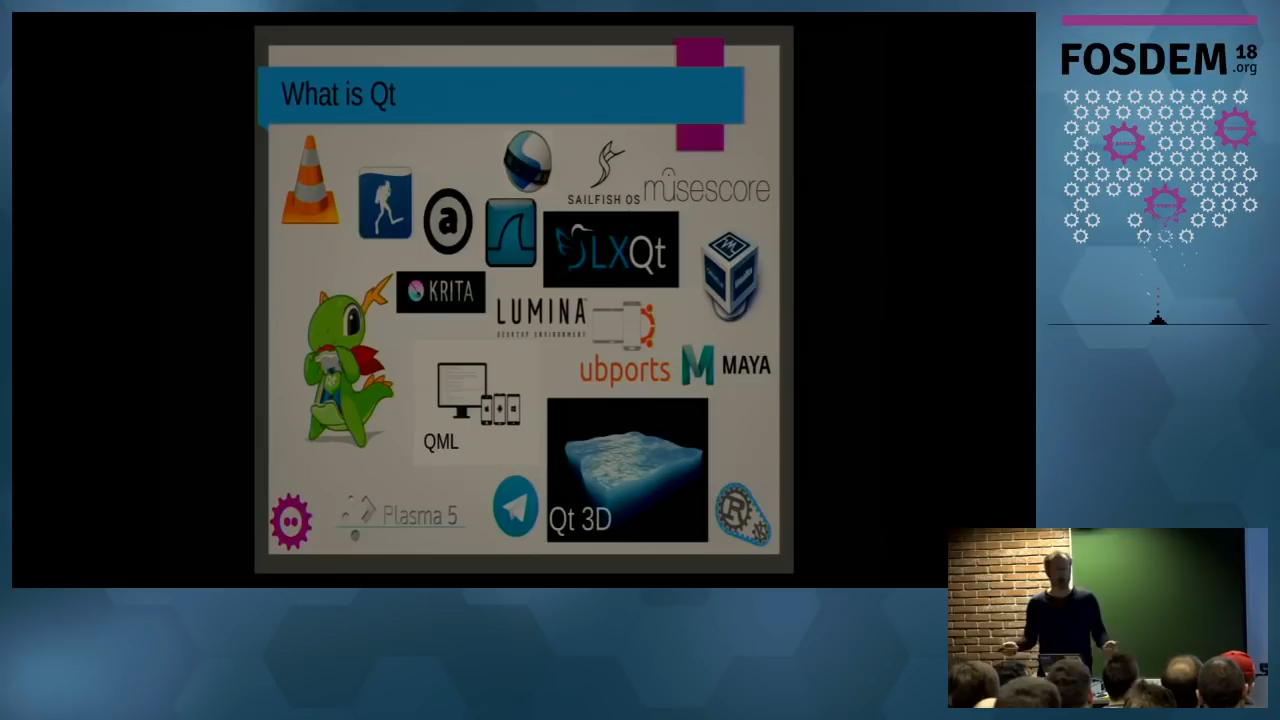 What is Qt
a
SAILFISH OS
musescore
LXQt
KRITA
LUMINA
DESKTOP ENVIRONMENT
ubports
M MAYA
QML
Plasma 5
Qt 3D
R
FOSDEM 18
.org